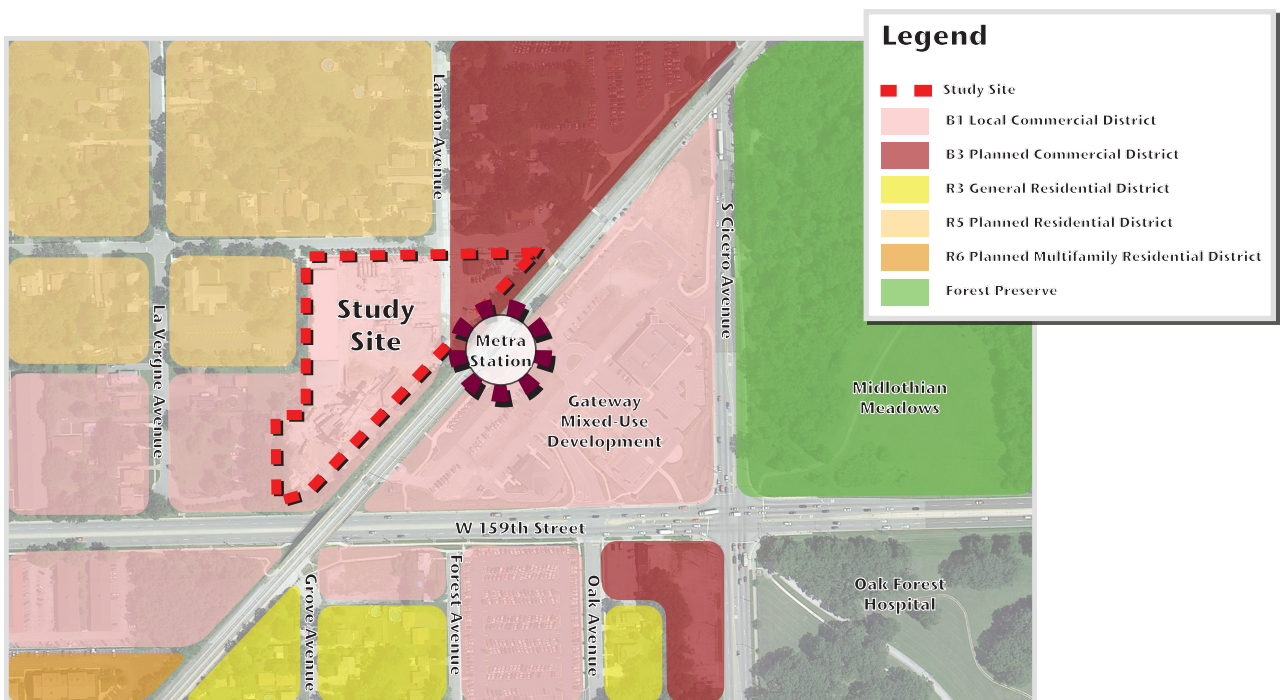 Legend
Study Site
B1 Local Commercial District
B3 Planned Commercial District
R3 General Residential District
R5 Planned Residential District
R6 Planned Multifamily Residential District
Forest Preserve
Lamon Avenue
S Cicero Avenue
La Vergne Avenue
Study
Site
Metra
Station
Gateway
Mixed-Use
Development
Midlothian
Meadows
W 159th Street
Grove Avenue
Forest Avenue
Oak Avenue
Oak Forest
Hospital